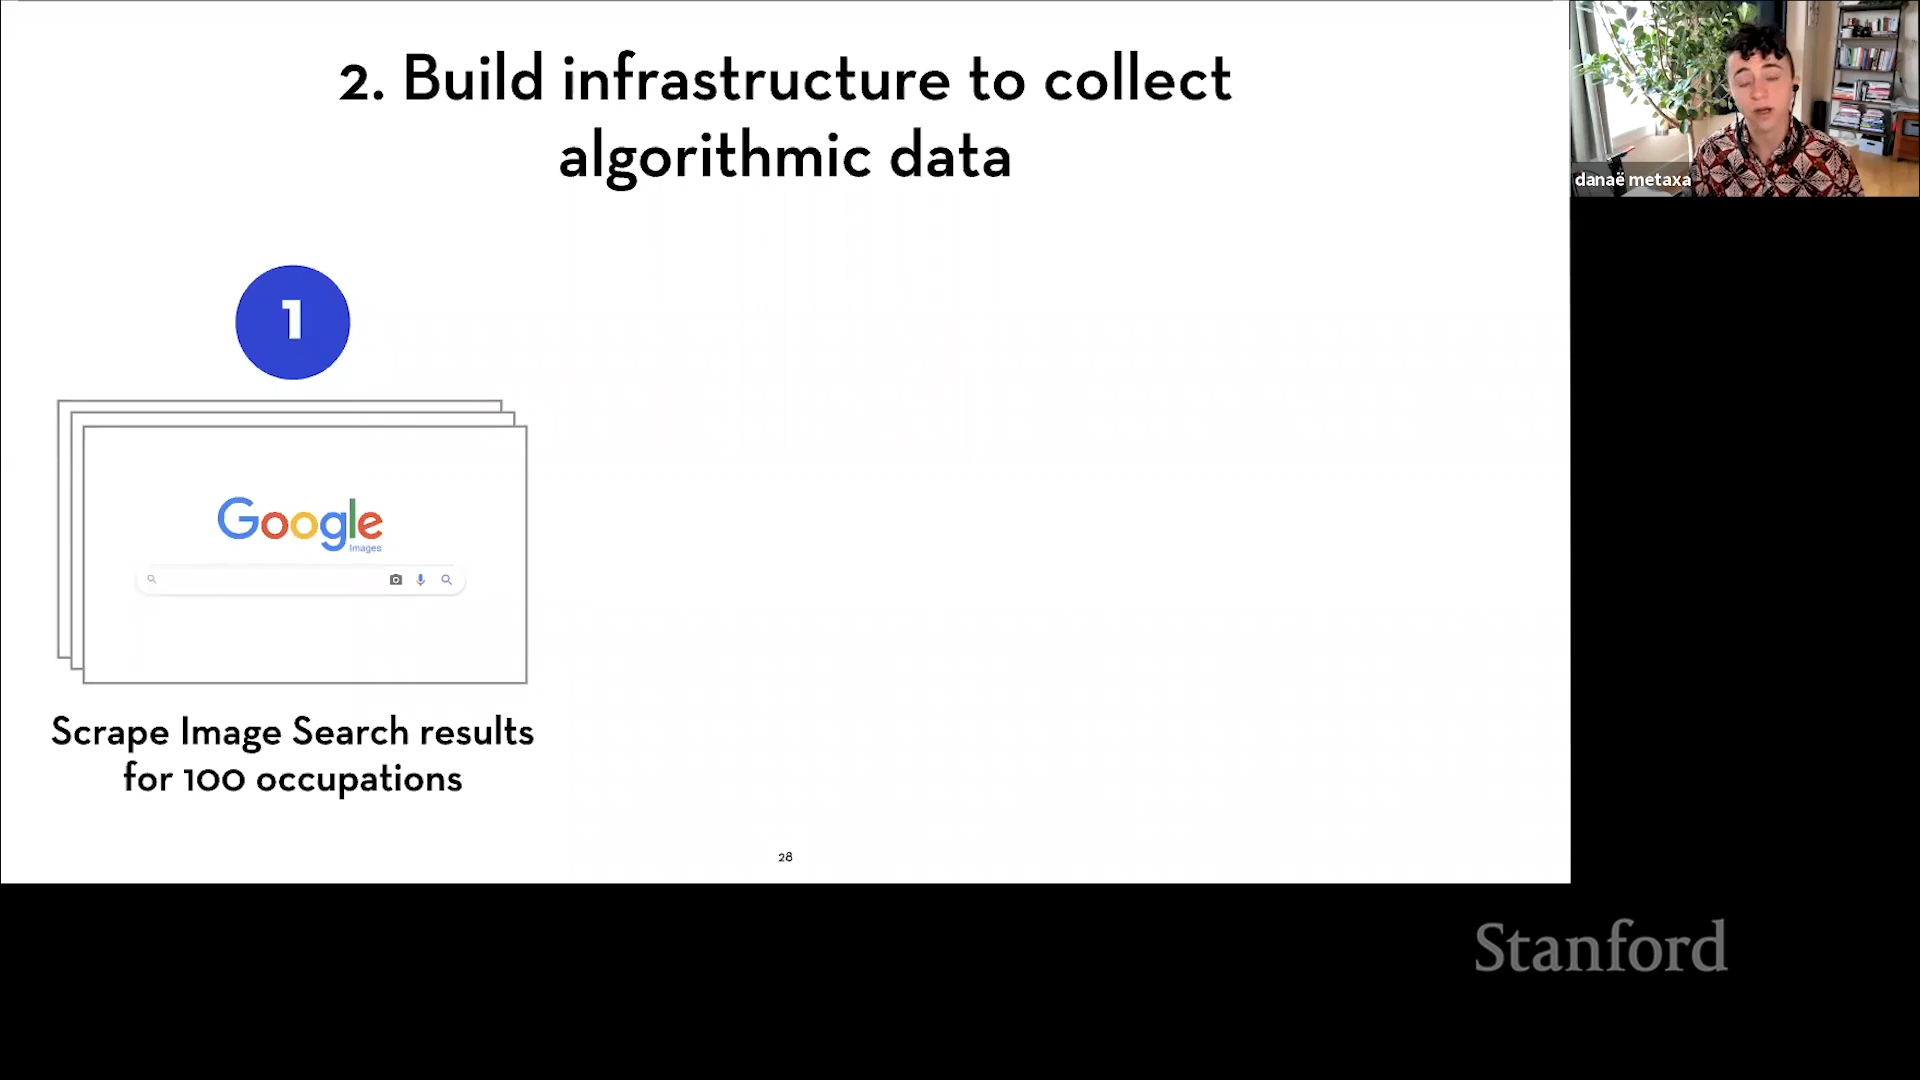 2. Build infrastructure to collect
algorithmic data
danaë metaxa
1
Google
Images
Scrape Image Search results
for 100 occupations
28
Stanford